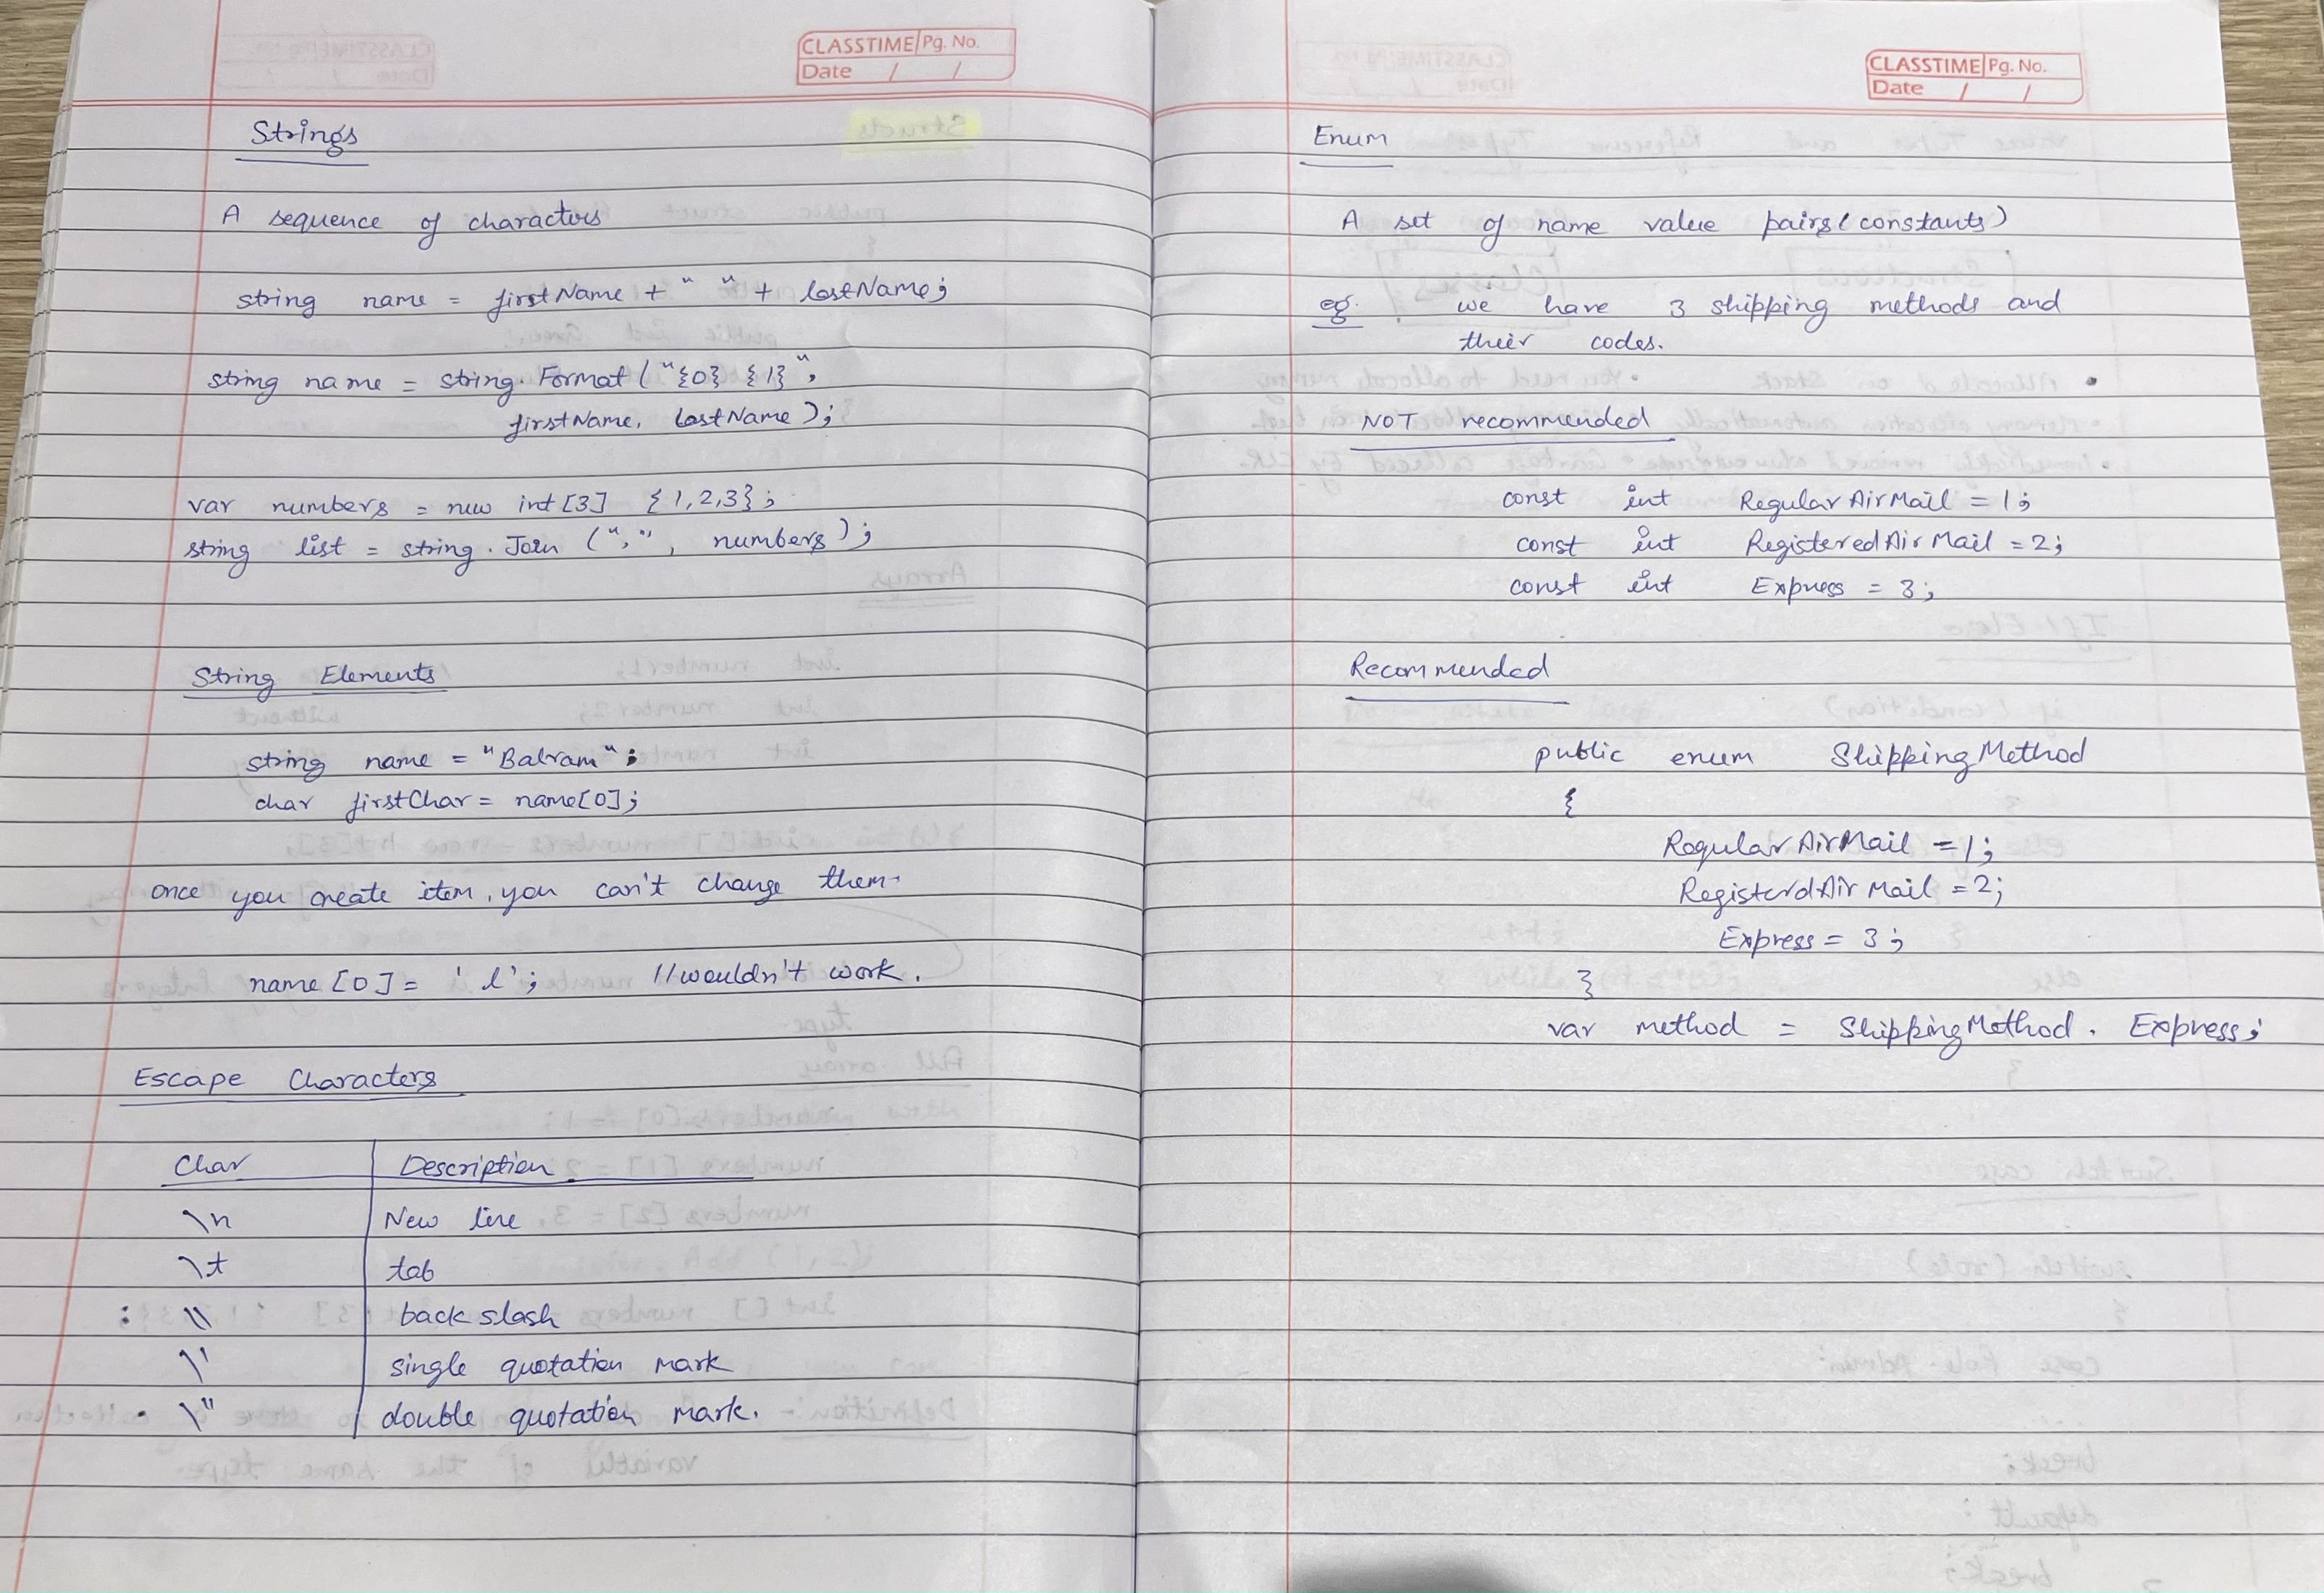 CLASSTIME Pg. No.
Date / /
Strings
A sequence of characters
string name = firstName + " " + lastName;
string name = string.Format ("{0} {1}",
firstName, lastName);
var numbers = new int[3] {1,2,3};
string list = string.Join (",", numbers);
String Elements
string name = "Balram";
char firstChar = name[0];
once you create item, you can't change them.
name [0] = 'l'; //wouldn't work.
Escape Characters
Char Description
\n New line
\t tab
\\ back slash
\' single quotation mark
\" double quotation mark.
CLASSTIME Pg. No.
Date / /
Enum
A set of name value pairs (constants)
eg. we have 3 shipping methods and
their codes.
NOT recommended
const int RegularAirMail = 1;
const int RegisteredAirMail = 2;
const int Express = 3;
Recommended
public enum ShippingMethod
{
RegularAirMail = 1;
RegisterdAirMail = 2;
Express = 3;
}
var method = ShippingMethod. Express;